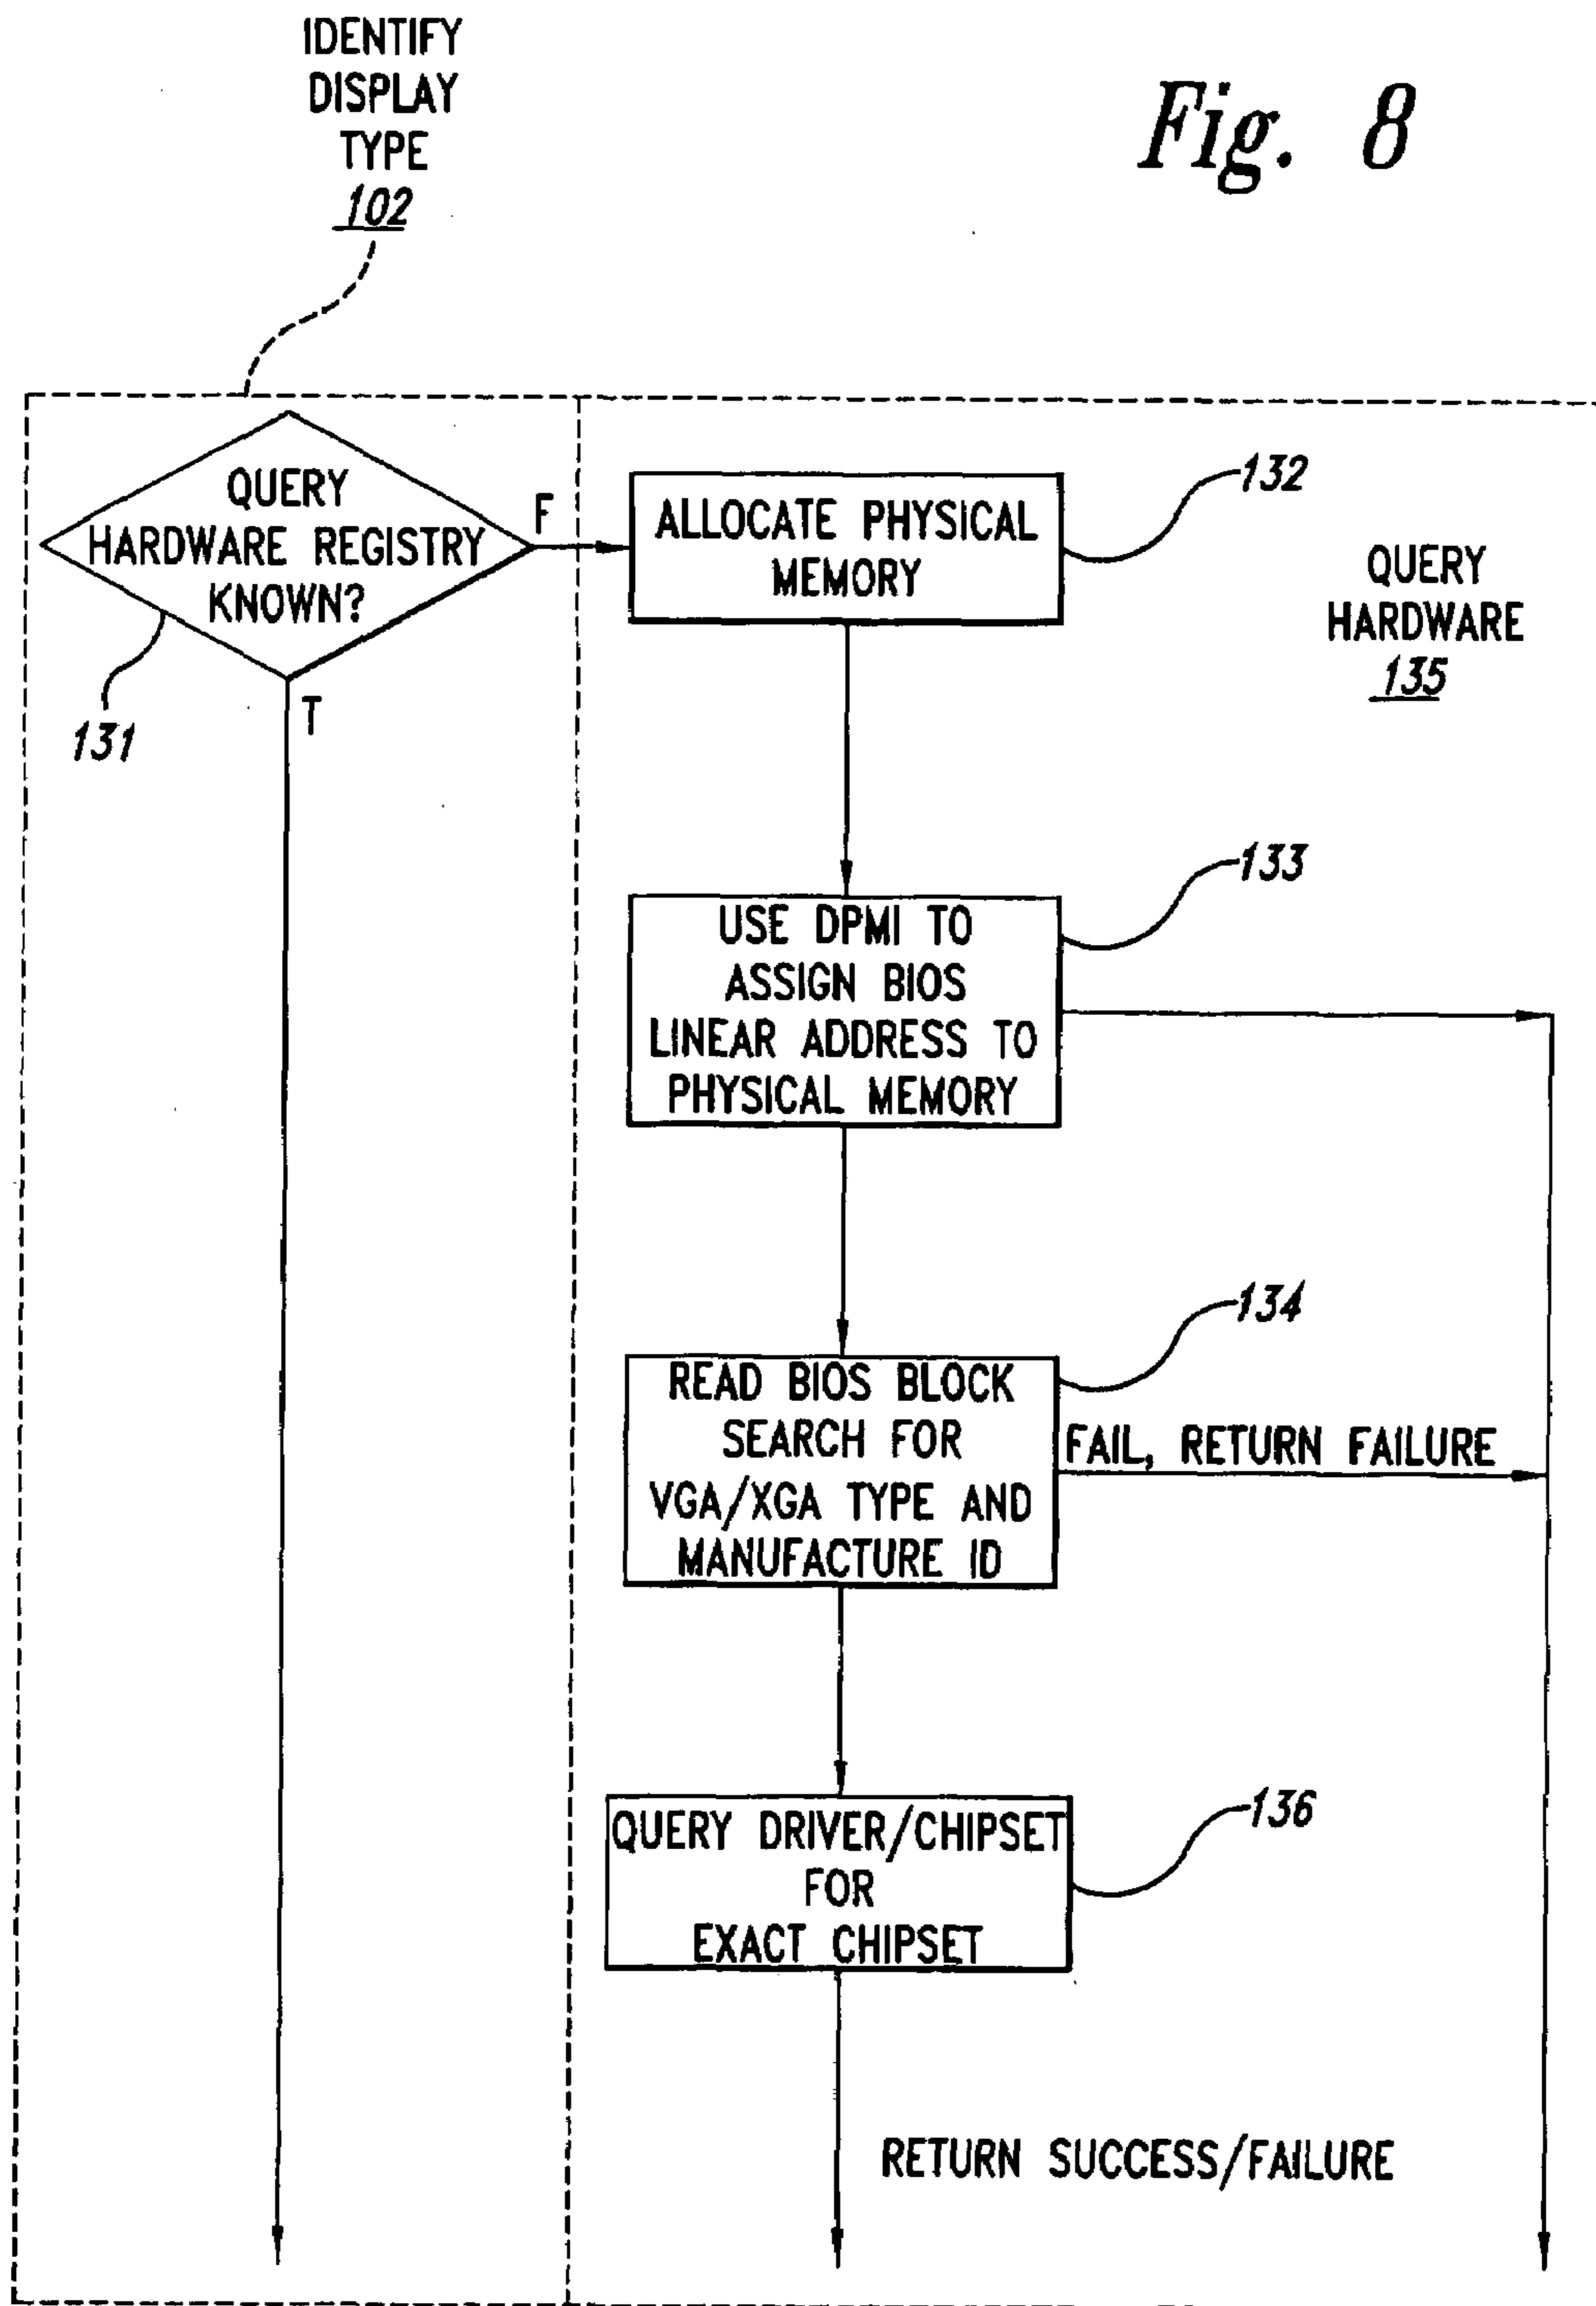 IDENTIFY
DISPLAY
TYPE
102
Fig. 8
QUERY
HARDWARE REGISTRY
KNOWN?
F
T
131
ALLOCATE PHYSICAL
MEMORY
132
QUERY
HARDWARE
135
USE DPMI TO
ASSIGN BIOS
LINEAR ADDRESS TO
PHYSICAL MEMORY
133
READ BIOS BLOCK
SEARCH FOR
VGA/XGA TYPE AND
MANUFACTURE ID
134
FAIL, RETURN FAILURE
QUERY DRIVER/CHIPSET
FOR
EXACT CHIPSET
136
RETURN SUCCESS/FAILURE